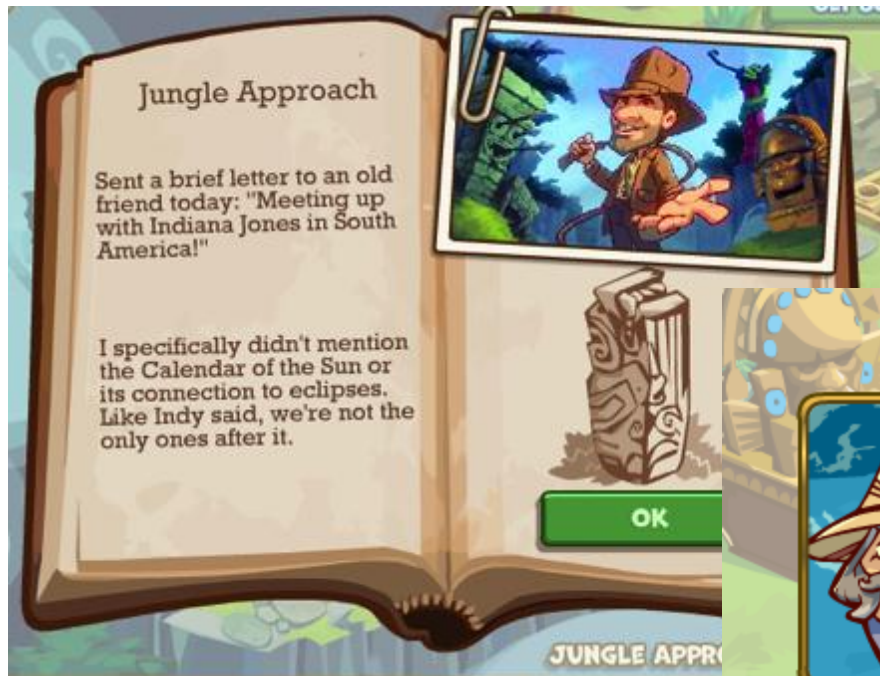 Jungle Approach
Sent a brief letter to an old
friend today: "Meeting up
with Indiana Jones in South
America!"
I specifically didn't mention
the Calendar of the Sun or
its connection to eclipses.
Like Indy said, we're not the
only ones after it.
OK
JUNGLE